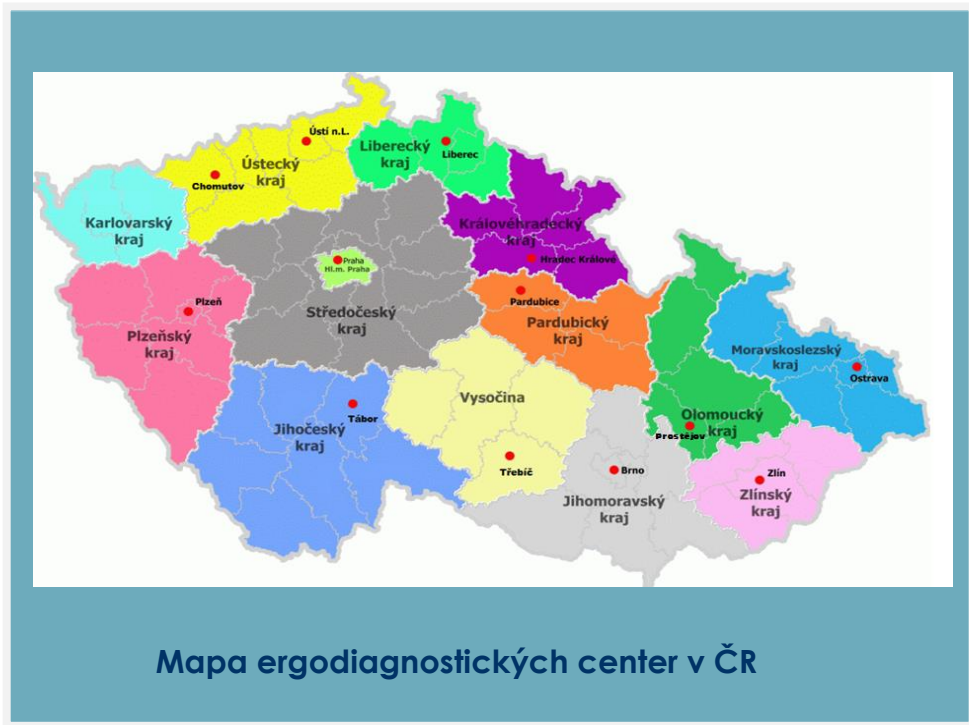 Ústí n.L.
Ústecký
kraj
Chomutov
Liberecký
kraj
Liberec
Karlovarský
kraj
Královéhradecký
kraj
Hradec Králové
Praha
Hl.m. Praha
Středočeský
kraj
Plzeň
Plzeňský
kraj
Pardubice
Pardubický
kraj
Moravskoslezský
kraj
Ostrava
Vysočina
Třebíč
Tábor
Jihočeský
kraj
Olomoucký
kraj
Prostějov
Brno
Jihomoravský
kraj
Zlín
Zlínský
kraj
Mapa ergodiagnostických center v ČR